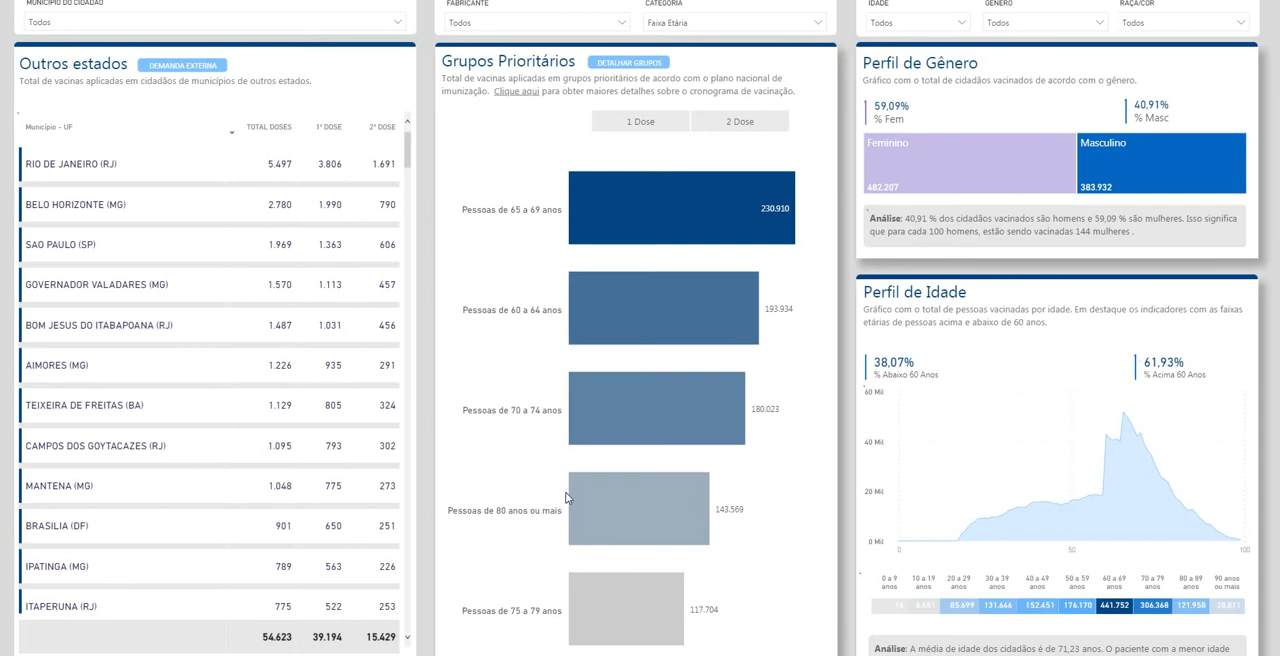 MUNICÍPIO DO CIDADÃO
Todos
FABRICANTE
Todos
CATEGORIA
Faixa Etária
IDADE
Todos
GÊNERO
Todos
RAÇA/COR
Todos
Outros estados
DEMANDA EXTERNA
Total de vacinas aplicadas em cidadãos de municípios de outros estados.
Município - UF TOTAL DOSES 1ª DOSE 2ª DOSE
RIO DE JANEIRO (RJ) 5.497 3.806 1.691
BELO HORIZONTE (MG) 2.780 1.990 790
SAO PAULO (SP) 1.969 1.363 606
GOVERNADOR VALADARES (MG) 1.570 1.113 457
BOM JESUS DO ITABAPOANA (RJ) 1.487 1.031 456
AIMORES (MG) 1.226 935 291
TEIXEIRA DE FREITAS (BA) 1.129 805 324
CAMPOS DOS GOYTACAZES (RJ) 1.095 793 302
MANTENA (MG) 1.048 775 273
BRASILIA (DF) 901 650 251
IPATINGA (MG) 789 563 226
ITAPERUNA (RJ) 775 522 253
54.623 39.194 15.429
Grupos Prioritários
DETALHAR GRUPOS
Total de vacinas aplicadas em grupos prioritários de acordo com o plano nacional de
imunização. Clique aqui para obter maiores detalhes sobre o cronograma de vacinação.
1 Dose 2 Dose
Pessoas de 65 a 69 anos 230.910
Pessoas de 60 a 64 anos 193.934
Pessoas de 70 a 74 anos 180.023
Pessoas de 80 anos ou mais 143.569
Pessoas de 75 a 79 anos 117.704
Perfil de Gênero
Gráfico com o total de cidadãos vacinados de acordo com o gênero.
59,09%
% Fem
40,91%
% Masc
Feminino
482.207
Masculino
383.932
Análise: 40,91 % dos cidadãos vacinados são homens e 59,09 % são mulheres. Isso significa
que para cada 100 homens, estão sendo vacinadas 144 mulheres .
Perfil de Idade
Gráfico com o total de pessoas vacinadas por idade. Em destaque os indicadores com as faixas
etárias de pessoas acima e abaixo de 60 anos.
38,07%
% Abaixo 60 Anos
61,93%
% Acima 60 Anos
60 Mil
40 Mil
20 Mil
0 Mil
0 50 100
0 a 9 10 a 19 20 a 29 30 a 39 40 a 49 50 a 59 60 a 69 70 a 79 80 a 89 90 anos
anos anos anos anos anos anos anos anos anos ou mais
85.699 131.646 152.451 176.170 441.752 306.368 121.958
Análise: A média de idade dos cidadãos é de 71,23 anos. O paciente com a menor idade